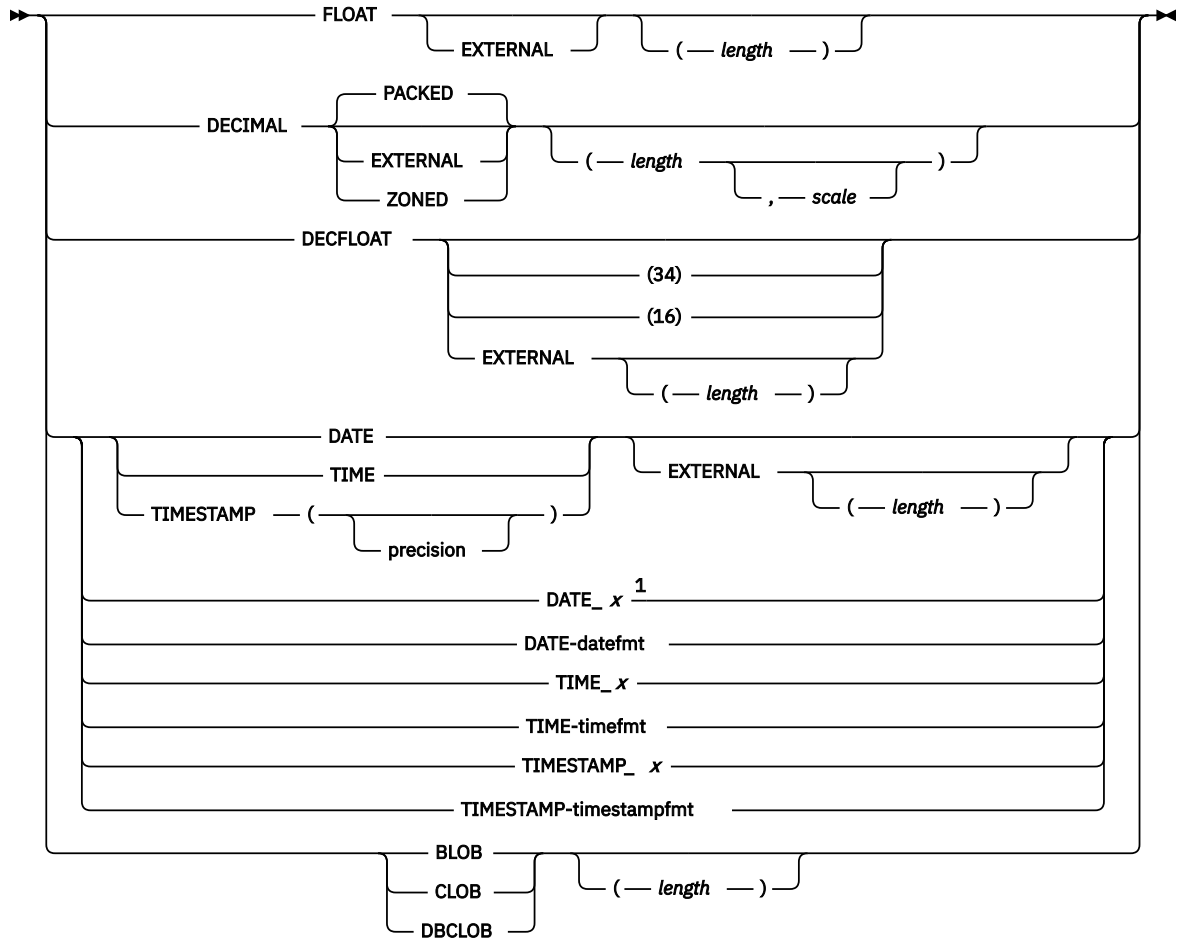 FLOAT
EXTERNAL ( length )
PACKED
DECIMAL
EXTERNAL ( length )
ZONED , scale
DECFLOAT
(34)
(16)
EXTERNAL
( length )
DATE
TIME EXTERNAL
TIMESTAMP ( ) ( length )
precision
DATE_ x 1
DATE-datefmt
TIME_ x
TIME-timefmt
TIMESTAMP_ x
TIMESTAMP-timestampfmt
BLOB
CLOB ( length )
DBCLOB